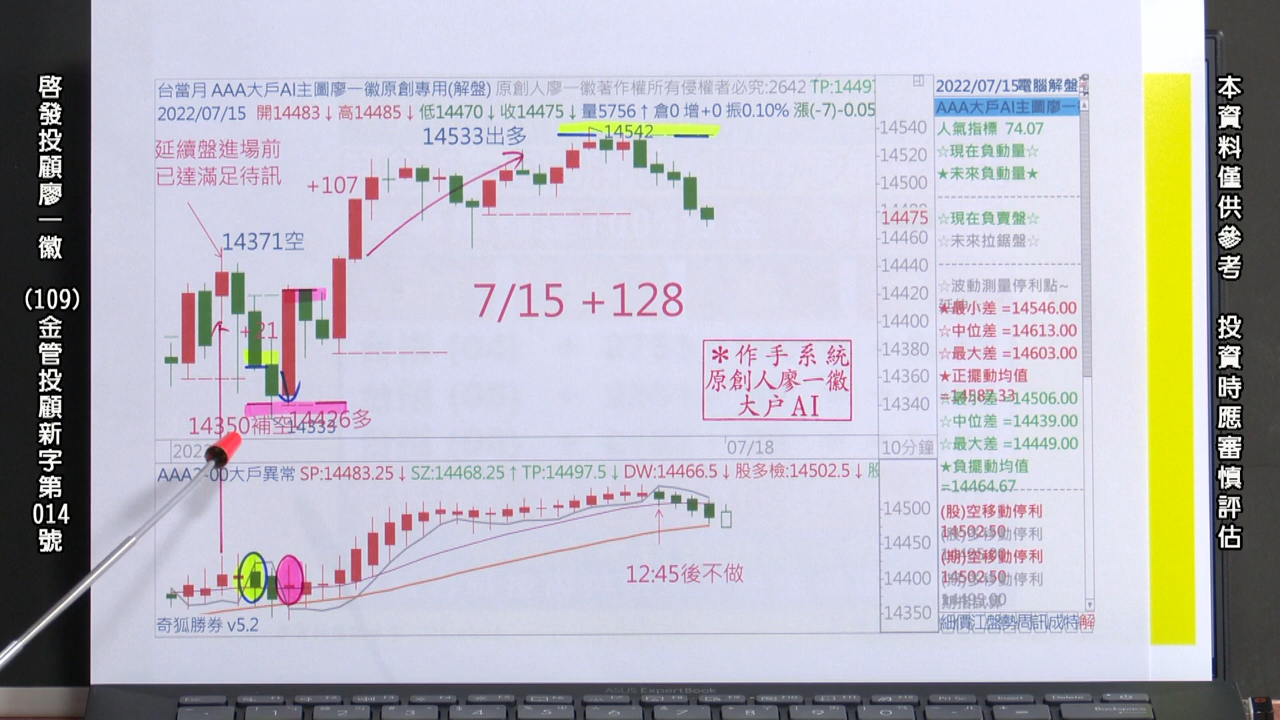 啓發投顧廖一徽 (109)金管投顧新字第014號
本資料僅供參考 投資時應審慎評估
台當月 AAA大戶AI主圖廖一徽原創專用(解盤) 原創人廖一徽著作權所有侵權者必究:2642 TP:1449
2022/07/15 開14483↓高14485↓低14470↓收14475↓量5756↑倉0 增+0 振0.10% 漲(-7)-0.05
14533出多
14542
延續盤進場前
已達滿足待訊
+107
14371空
+21
7/15 +128
＊作手系統
原創人廖一徽
大户AI
14350補空
14426多
07/18
10分鐘
14540
14520
14500
14475
14460
14440
14420
14400
14380
14360
14340
大戶異常 SP:14483.25↓ SZ:14468.25↑ TP:14497.5↓ DW:14466.5↓ 股多檢:14502.5↓
12:45後不做
14500
14450
14400
14350
奇狐勝券 v5.2
2022/07/15電腦解盤
AAA大戶AI主圖廖一
人氣指標 74.07
☆現在負動量☆
★未來負動量★
☆現在負賣盤☆
☆未來拉鋸盤☆
☆波動測量停利點~
★最小差 =14546.00
☆中位差 =14613.00
☆最大差 =14603.00
★正擺動均值
=14587.33
=14506.00
☆中位差 =14439.00
☆最大差 =14449.00
★負擺動均值
=14464.67
(股)空移動停利
14502.50
(期)空移動停利
14502.50
ASUS ExpertBook
Backspace